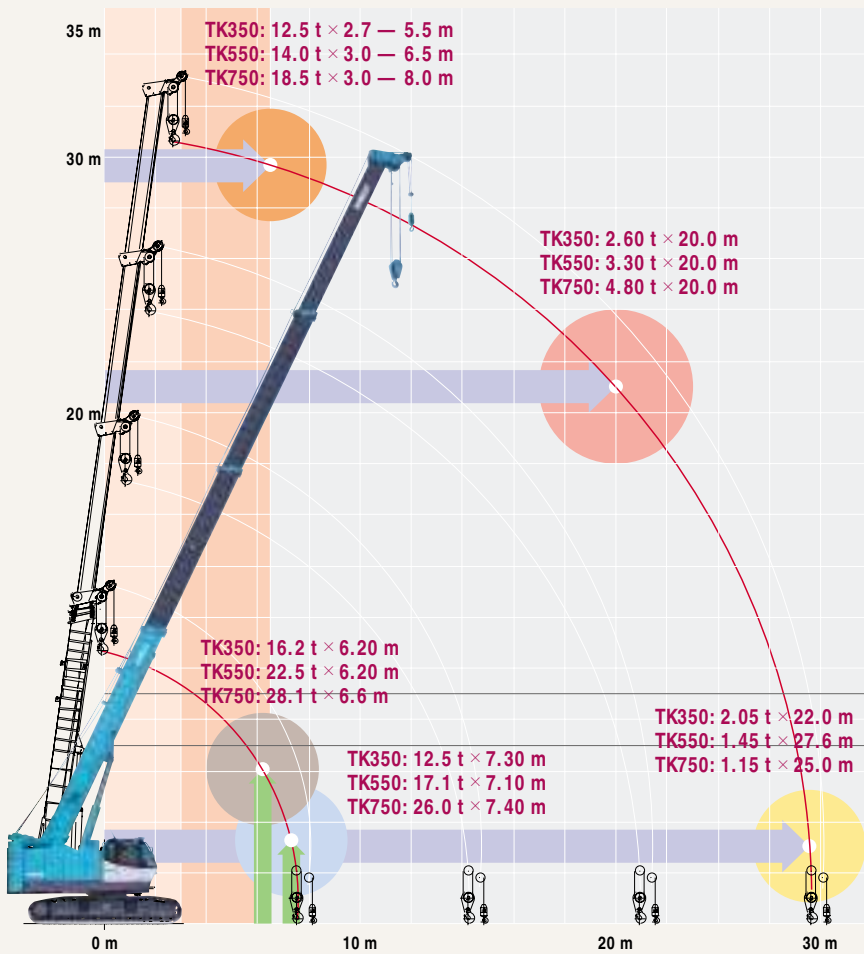 35 m
TK350: 12.5 t × 2.7 — 5.5 m
TK550: 14.0 t × 3.0 — 6.5 m
TK750: 18.5 t × 3.0 — 8.0 m
30 m
TK350: 2.60 t × 20.0 m
TK550: 3.30 t × 20.0 m
TK750: 4.80 t × 20.0 m
20 m
TK350: 16.2 t × 6.20 m
TK550: 22.5 t × 6.20 m
TK750: 28.1 t × 6.6 m
TK350: 2.05 t × 22.0 m
TK550: 1.45 t × 27.6 m
TK750: 1.15 t × 25.0 m
TK350: 12.5 t × 7.30 m
TK550: 17.1 t × 7.10 m
TK750: 26.0 t × 7.40 m
0 m
10 m
20 m
30 m